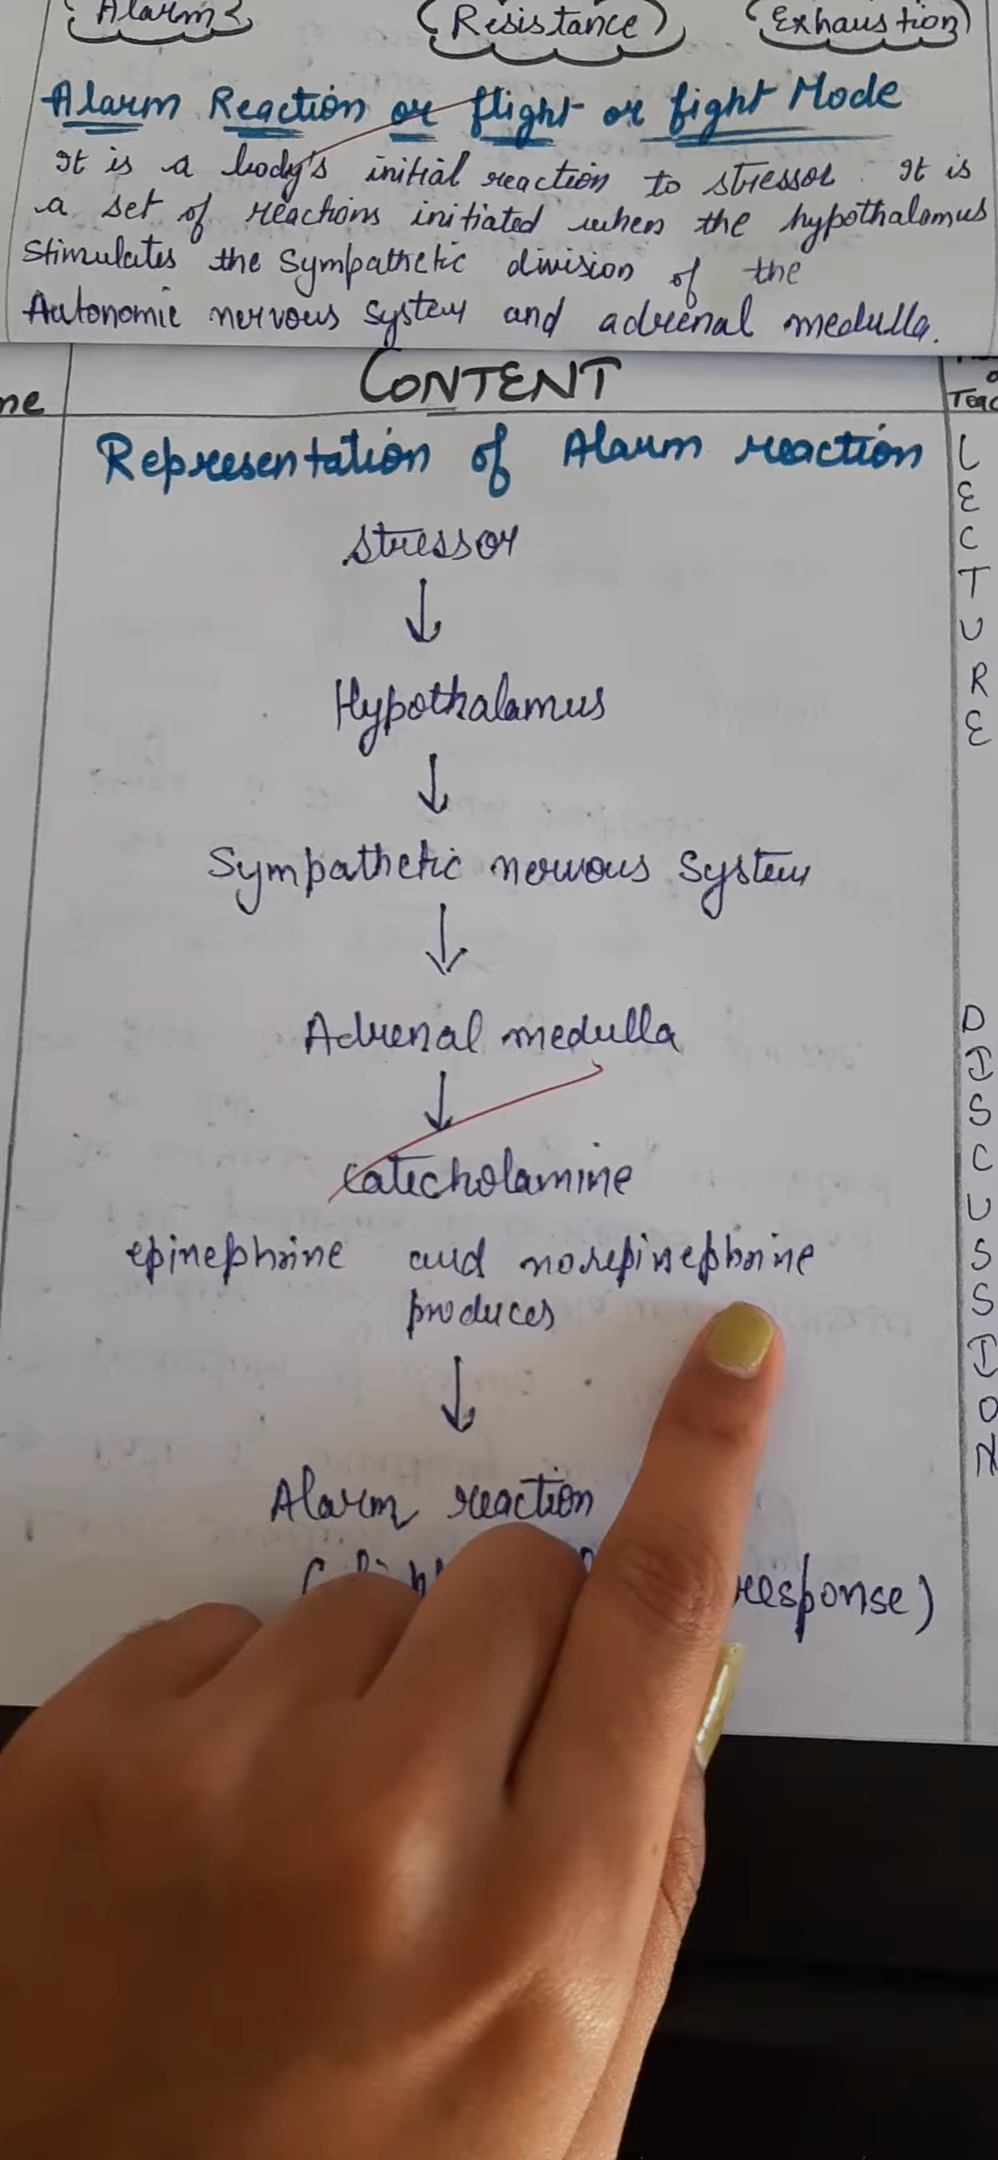 Alarm
Resistance
Exhaustion
Alarm Reaction or flight or fight Mode
It is a body's initial reaction to stressor. It is
a set of reactions initiated when the hypothalamus
Stimulates the Sympathetic division of the
Autonomic nervous system and adrenal medulla.
CONTENT
Teac
Representation of Alarm reaction
stressor
↓
Hypothalamus
↓
Sympathetic nervous System
↓
Adrenal medulla
↓
Catecholamine
epinephrine and norepinephrine
produces
↓
Alarm reaction
response)
L
E
C
T
U
R
E
D
I
S
C
U
S
S
I
O
N